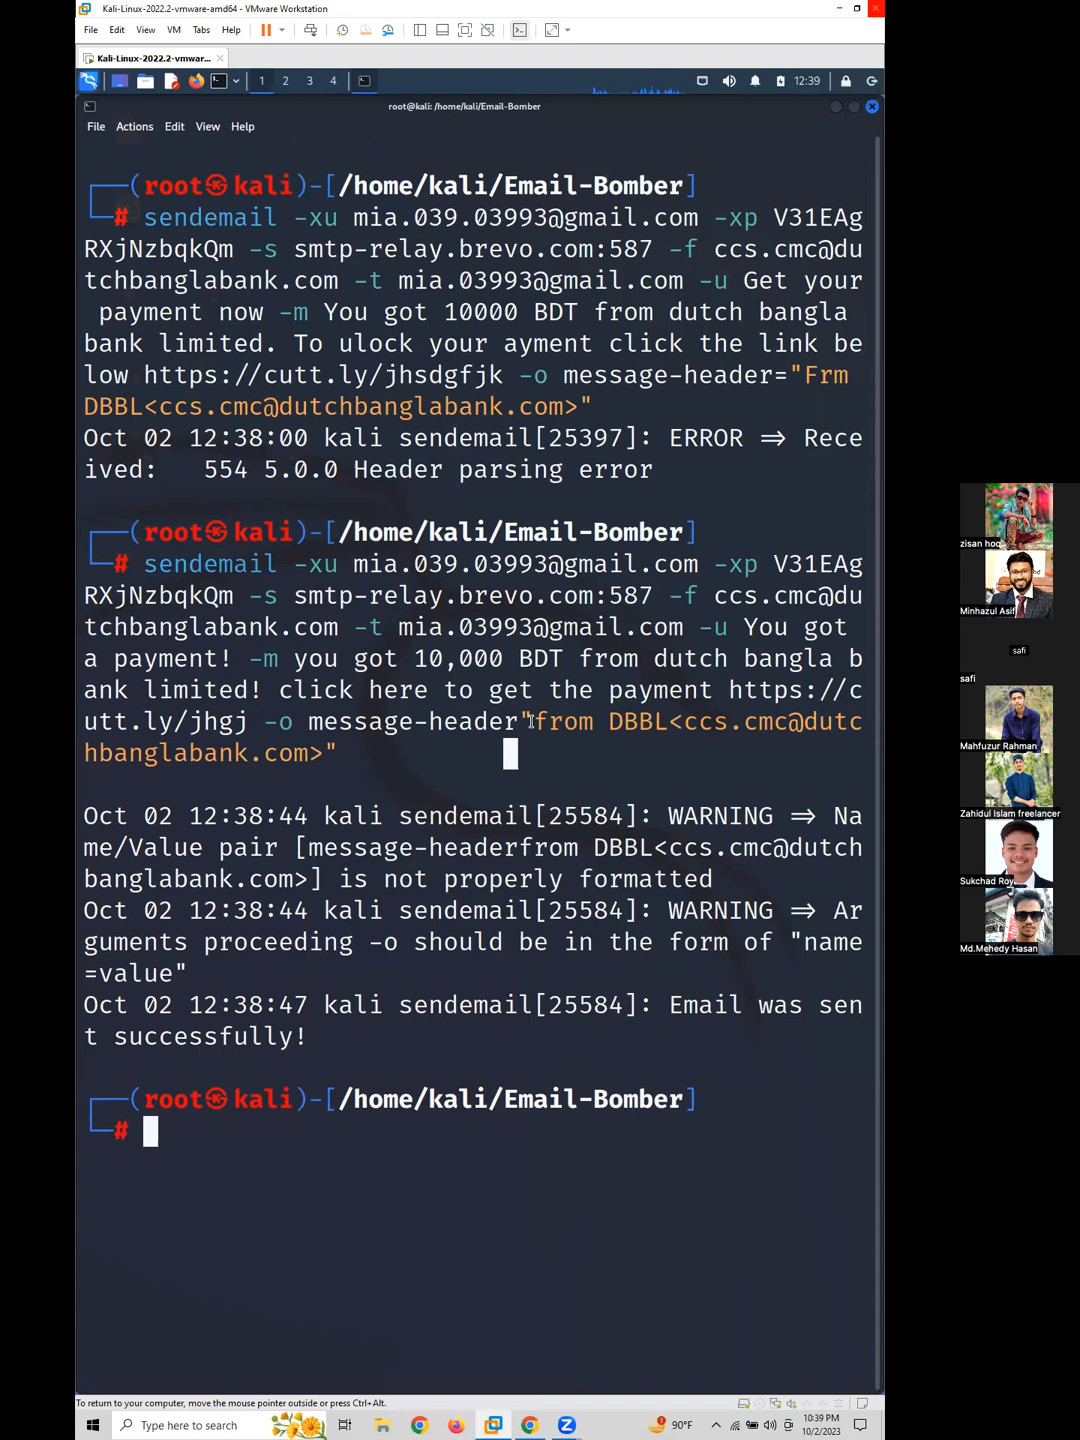 Kali-Linux-2022.2-vmware-amd64 - VMware Workstation
File Edit View VM Tabs Help
Kali-Linux-2022.2-vmwar...
1 2 3 4
12:39
root@kali: /home/kali/Email-Bomber
File Actions Edit View Help
(root㉿kali)-[/home/kali/Email-Bomber]
# sendemail -xu mia.039.03993@gmail.com -xp V31EAg
RXjNzbqkQm -s smtp-relay.brevo.com:587 -f ccs.cmc@du
tchbanglabank.com -t mia.03993@gmail.com -u Get your
payment now -m You got 10000 BDT from dutch bangla
bank limited. To ulock your ayment click the link be
low https://cutt.ly/jhsdgfjk -o message-header="Frm
DBBL<ccs.cmc@dutchbanglabank.com>"
Oct 02 12:38:00 kali sendemail[25397]: ERROR => Rece
ived:   554 5.0.0 Header parsing error
(root㉿kali)-[/home/kali/Email-Bomber]
# sendemail -xu mia.039.03993@gmail.com -xp V31EAg
RXjNzbqkQm -s smtp-relay.brevo.com:587 -f ccs.cmc@du
tchbanglabank.com -t mia.03993@gmail.com -u You got
a payment! -m you got 10,000 BDT from dutch bangla b
ank limited! click here to get the payment https://c
utt.ly/jhgj -o message-header"from DBBL<ccs.cmc@dutc
hbanglabank.com>"
Oct 02 12:38:44 kali sendemail[25584]: WARNING => Na
me/Value pair [message-headerfrom DBBL<ccs.cmc@dutch
banglabank.com>] is not properly formatted
Oct 02 12:38:44 kali sendemail[25584]: WARNING => Ar
guments proceeding -o should be in the form of "name
=value"
Oct 02 12:38:47 kali sendemail[25584]: Email was sen
t successfully!
(root㉿kali)-[/home/kali/Email-Bomber]
#
zisan hoq
Minhazul Asif
safi
safi
Mahfuzur Rahman
Zahidul Islam freelancer
Sukchad Roy
Md.Mehedy Hasan
To return to your computer, move the mouse pointer outside or press Ctrl+Alt.
Type here to search
90°F
10:39 PM
10/2/2023